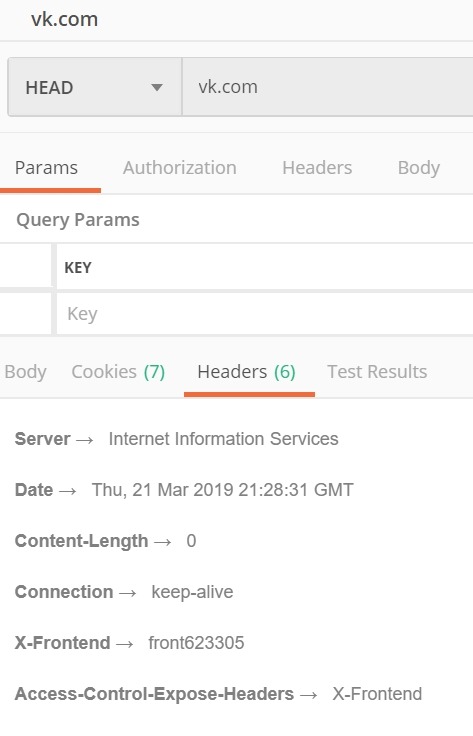 vk.com
HEAD vk.com
Params Authorization Headers Body
Query Params
KEY
Key
Body Cookies (7) Headers (6) Test Results
Server → Internet Information Services
Date → Thu, 21 Mar 2019 21:28:31 GMT
Content-Length → 0
Connection → keep-alive
X-Frontend → front623305
Access-Control-Expose-Headers → X-Frontend